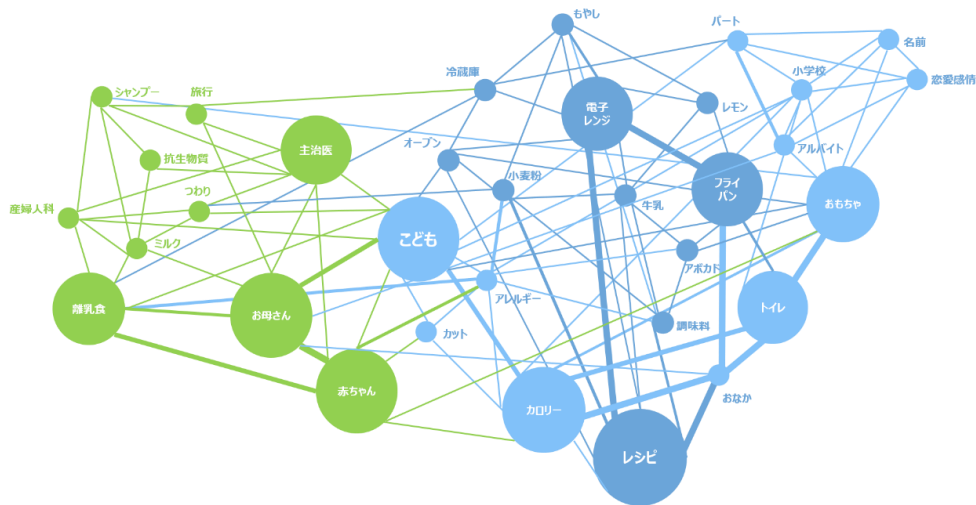 もやし
パート
名前
冷蔵庫
小学校
恋愛感情
シャンプー
旅行
電子
レンジ
レモン
主治医
オーブン
アルバイト
抗生物質
小麦粉
フライ
パン
つわり
牛乳
おもちゃ
産婦人科
こども
ミルク
アボカド
離乳食
お母さん
アレルギー
トイレ
カット
調味料
赤ちゃん
カロリー
おなか
レシピ